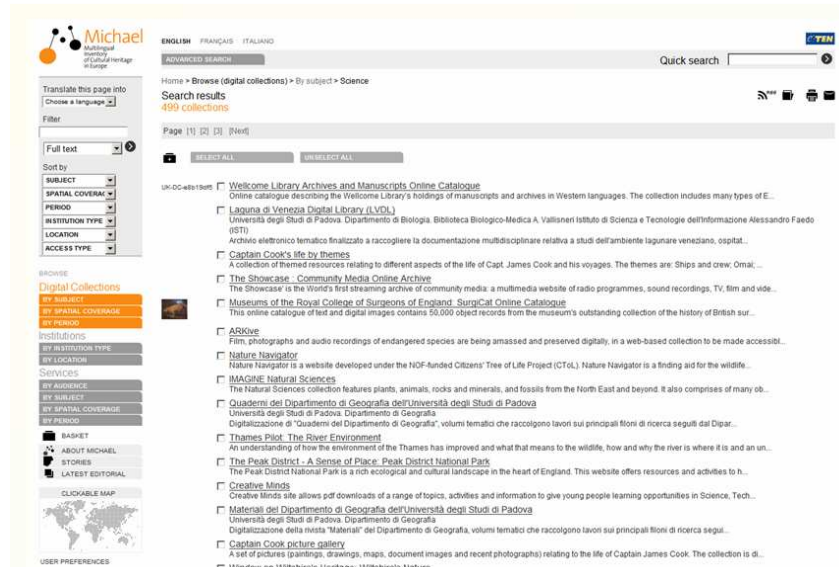 Michael
Multilingual
Inventory
of Cultural Heritage
in Europe
ENGLISH FRANÇAIS ITALIANO
TEN
ADVANCED SEARCH
Quick search
Home > Browse (digital collections) > By subject > Science
Search results
499 collections
Page [1] [2] [3] [Next]
SELECT ALL UNSELECT ALL
Translate this page into
Choose a language
Filter
Full text
Sort by
SUBJECT
SPATIAL COVERAG
PERIOD
INSTITUTION TYPE
LOCATION
ACCESS TYPE
BROWSE
Digital Collections
BY SUBJECT
BY SPATIAL COVERAGE
BY PERIOD
Institutions
BY INSTITUTION TYPE
BY LOCATION
Services
BY AUDIENCE
BY SUBJECT
BY SPATIAL COVERAGE
BY PERIOD
BASKET
ABOUT MICHAEL
STORIES
LATEST EDITORIAL
CLICKABLE MAP
USER PREFERENCES
Wellcome Library Archives and Manuscripts Online Catalogue
Online catalogue describing the Wellcome Library's holdings of manuscripts and archives in Western languages. The collection includes many types of E...
Laguna di Venezia Digital Library (LVDL)
Università degli Studi di Padova. Dipartimento di Biologia. Biblioteca Biologico-Medica A. Vallisneri Istituto di Scienza e Tecnologie dell'Informazione Alessandro Faedo
(ISTI)
Archivio elettronico tematico finalizzato a raccogliere la documentazione multidisciplinare relativa a studi dell'ambiente lagunare veneziano, ospitat...
Captain Cook's life by themes
A collection of themed resources relating to different aspects of the life of Capt. James Cook and his voyages. The themes are: Ships and crew; Omai; ...
The Showcase : Community Media Online Archive
The Showcase' is the World's first streaming archive of community media: a multimedia website of radio programmes, sound recordings, TV, film and vide...
Museums of the Royal College of Surgeons of England: SurgiCat Online Catalogue
This online catalogue of text and digital images contains 50,000 object records from the museum's outstanding collection of the history of British sur...
ARKive
Film, photographs and audio recordings of endangered species are being amassed and preserved digitally, in a web-based collection to be made accessibl...
Nature Navigator
Nature Navigator is a website developed under the NOF-funded Citizens' Tree of Life Project (CToL). Nature Navigator is a finding aid for the wildlife...
IMAGINE Natural Sciences
The Natural Sciences collection features plants, animals, rocks and minerals, and fossils from the North East and beyond. It also comprises of many ob...
Quaderni del Dipartimento di Geografia dell'Università degli Studi di Padova
Università degli Studi di Padova. Dipartimento di Geografia
Digitalizzazione di "Quaderni del Dipartimento di Geografia", volumi tematici che raccolgono lavori sui principali filoni di ricerca seguiti dal Dipar...
Thames Pilot: The River Environment
An understanding of how the environment of the Thames has improved and what that means to the wildlife, how and why the river is where it is and an un...
The Peak District - A Sense of Place: Peak District National Park
The Peak District National Park is a rich ecological and cultural landscape in the heart of England. This website offers resources and activities to h...
Creative Minds
Creative Minds site allows pdf downloads of a range of topics, activities and information to give young people learning opportunities in Science, Tech...
Materiali del Dipartimento di Geografia dell'Università degli Studi di Padova
Università degli Studi di Padova. Dipartimento di Geografia
Digitalizzazione della rivista "Materiali" del Dipartimento di Geografia, volumi tematici che raccolgono lavori sui principali filoni di ricerca segui...
Captain Cook picture gallery
A set of pictures (paintings, drawings, maps, document images and recent photographs) relating to the life of Captain James Cook. The collection is di...